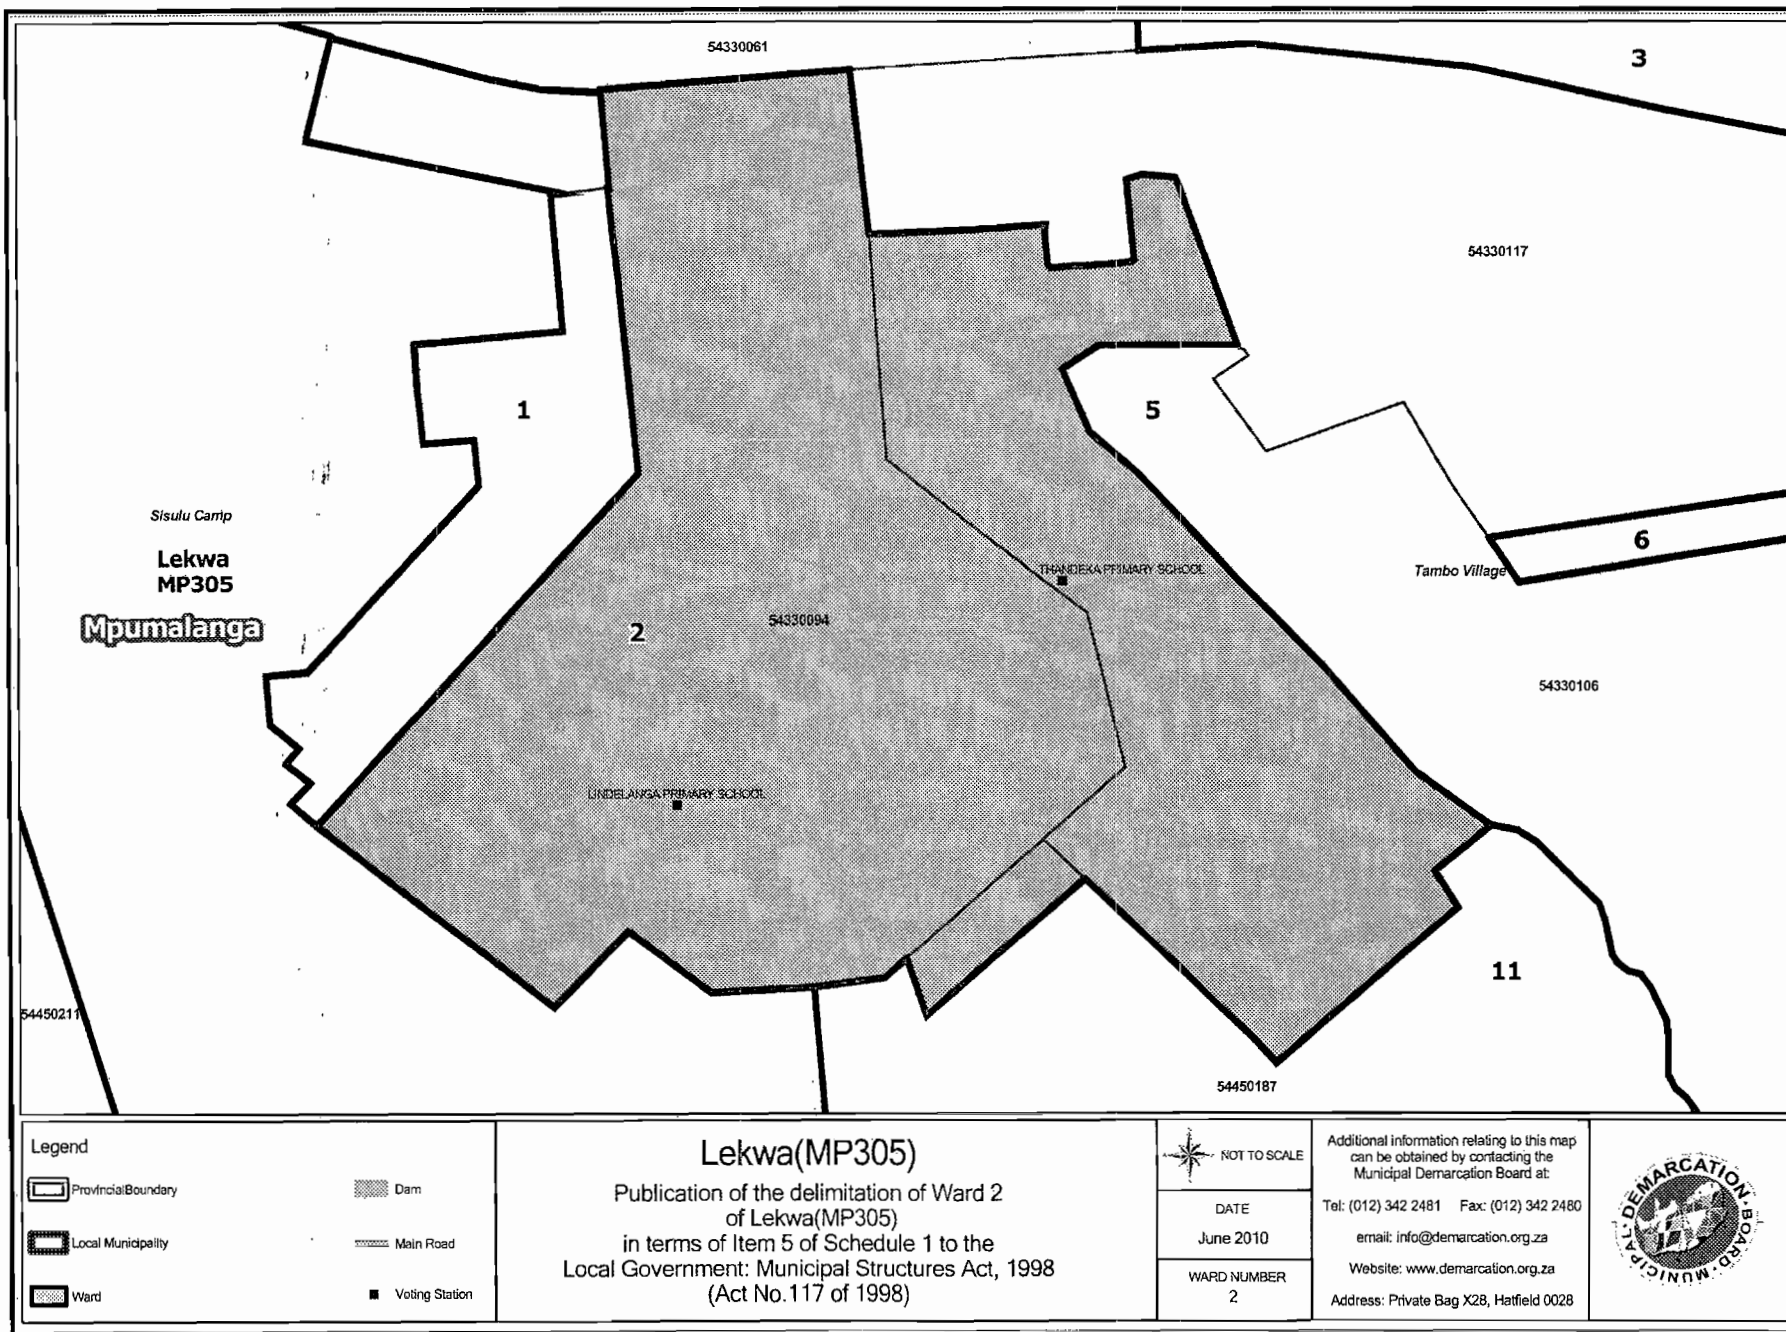 54330061
3
54330117
1
5
Sisulu Camp
Lekwa
MP305
Mpumalanga
6
Tambo Village
THANDEKA PRIMARY SCHOOL
2
54330094
54330106
LINDELANGA PRIMARY SCHOOL
11
54450211
54450187
Legend
Provincial Boundary
Dam
Local Municipality
Main Road
Ward
Voting Station
Lekwa(MP305)
Publication of the delimitation of Ward 2
of Lekwa(MP305)
in terms of Item 5 of Schedule 1 to the
Local Government: Municipal Structures Act, 1998
(Act No.117 of 1998)
NOT TO SCALE
DATE
June 2010
WARD NUMBER
2
Additional information relating to this map
can be obtained by contacting the
Municipal Demarcation Board at:
Tel: (012) 342 2481 Fax: (012) 342 2480
email: info@demarcation.org.za
Website: www.demarcation.org.za
Address: Private Bag X28, Hatfield 0028
MUNICIPAL • DEMARCATION • BOARD •